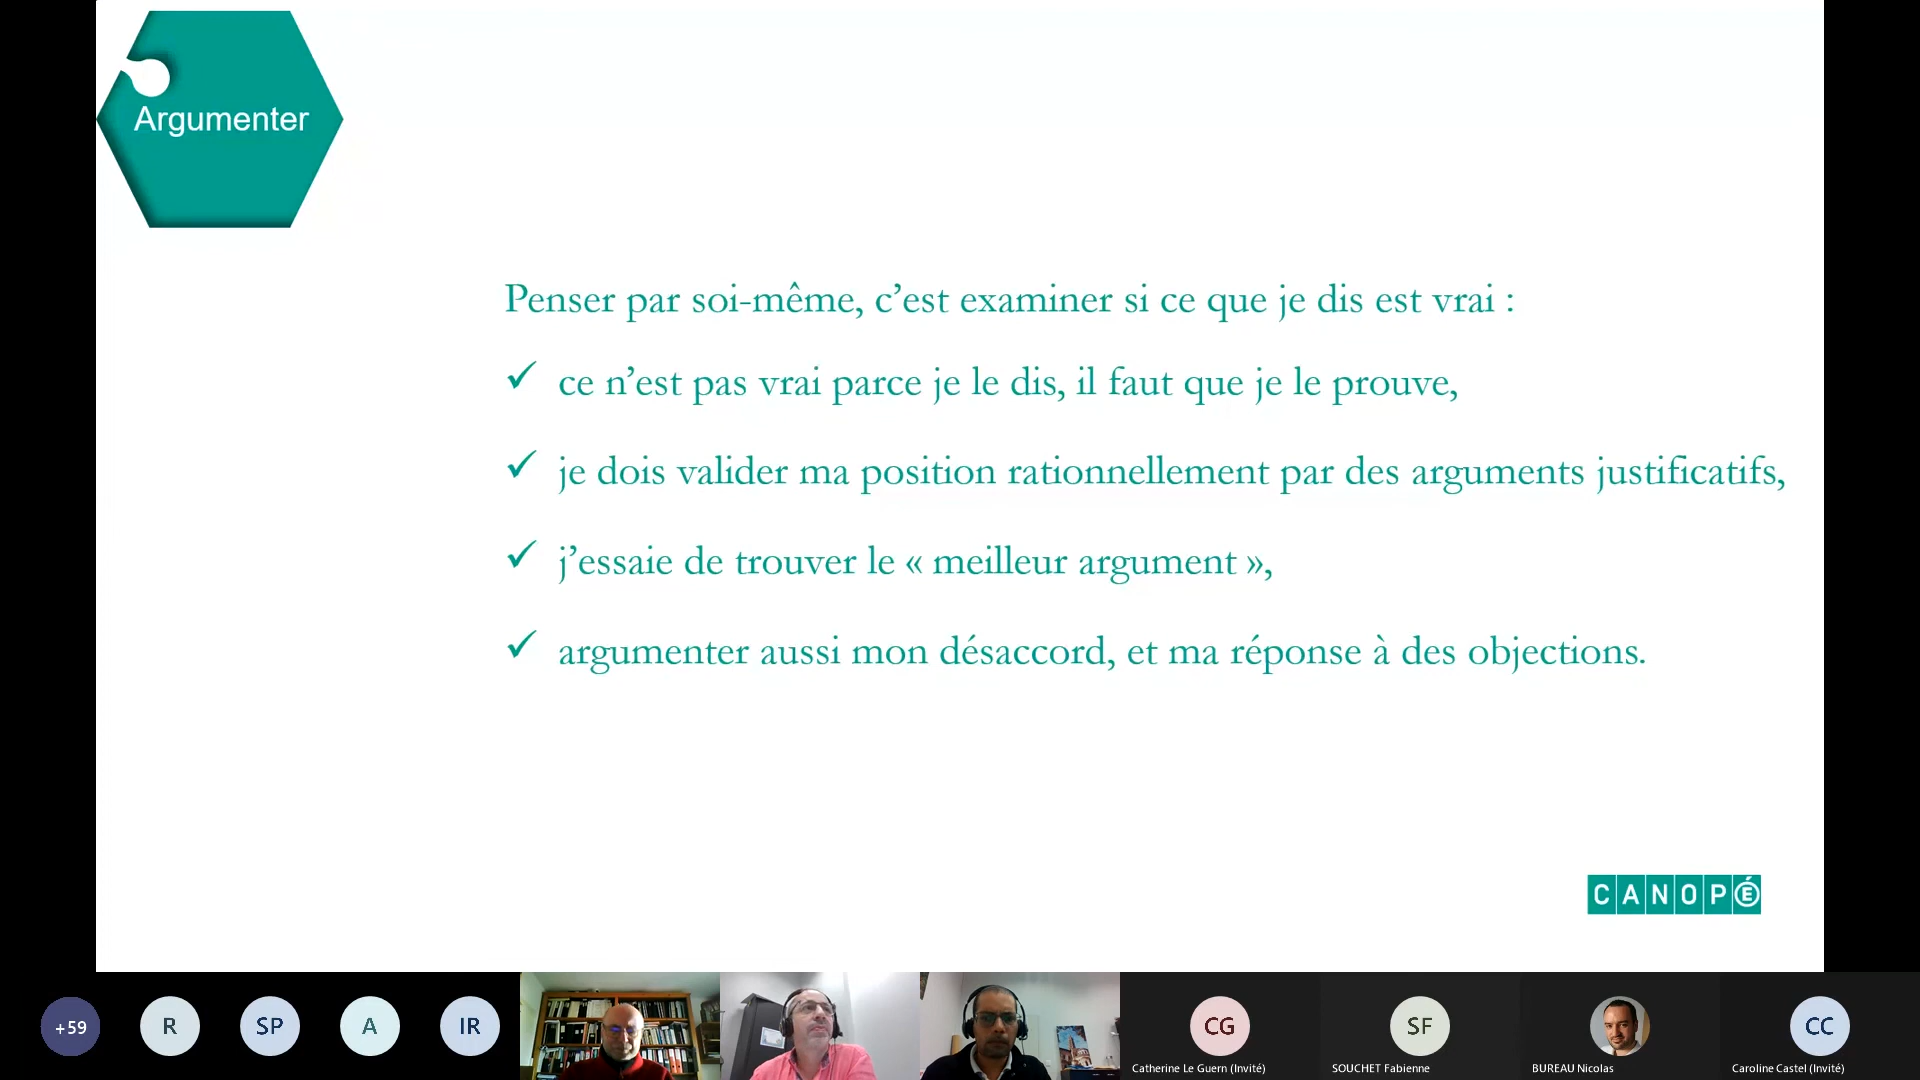 Argumenter
Penser par soi-même, c’est examiner si ce que je dis est vrai :
✓ ce n’est pas vrai parce je le dis, il faut que je le prouve,
✓ je dois valider ma position rationnellement par des arguments justificatifs,
✓ j’essaie de trouver le « meilleur argument »,
✓ argumenter aussi mon désaccord, et ma réponse à des objections.
CANOPÉ
+59
R
SP
A
IR
CG
SF
CC
Catherine Le Guern (Invité)
SOUCHET Fabienne
BUREAU Nicolas
Caroline Castel (Invité)